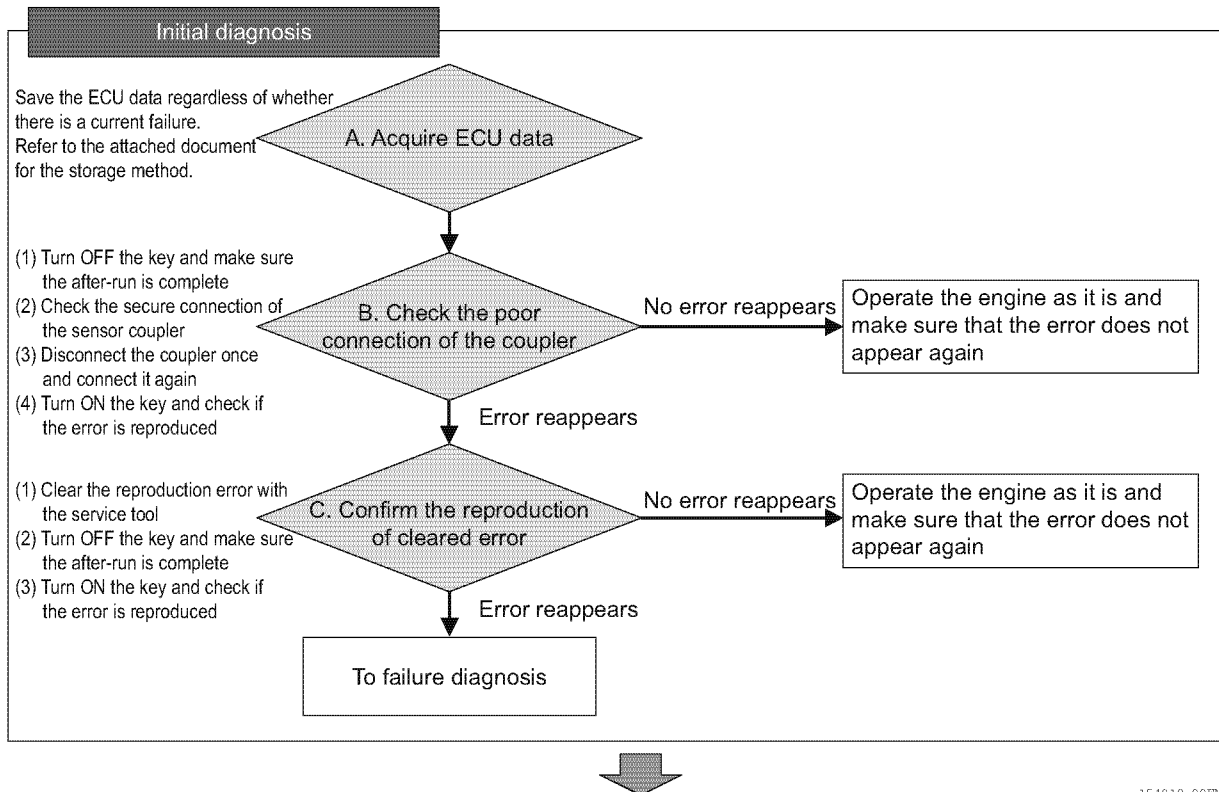 Initial diagnosis
Save the ECU data regardless of whether
there is a current failure.
Refer to the attached document
for the storage method.
A. Acquire ECU data
(1) Turn OFF the key and make sure
the after-run is complete
(2) Check the secure connection of
the sensor coupler
(3) Disconnect the coupler once
and connect it again
(4) Turn ON the key and check if
the error is reproduced
B. Check the poor
connection of the coupler
No error reappears
Operate the engine as it is and
make sure that the error does not
appear again
Error reappears
(1) Clear the reproduction error with
the service tool
(2) Turn OFF the key and make sure
the after-run is complete
(3) Turn ON the key and check if
the error is reproduced
C. Confirm the reproduction
of cleared error
No error reappears
Operate the engine as it is and
make sure that the error does not
appear again
Error reappears
To failure diagnosis